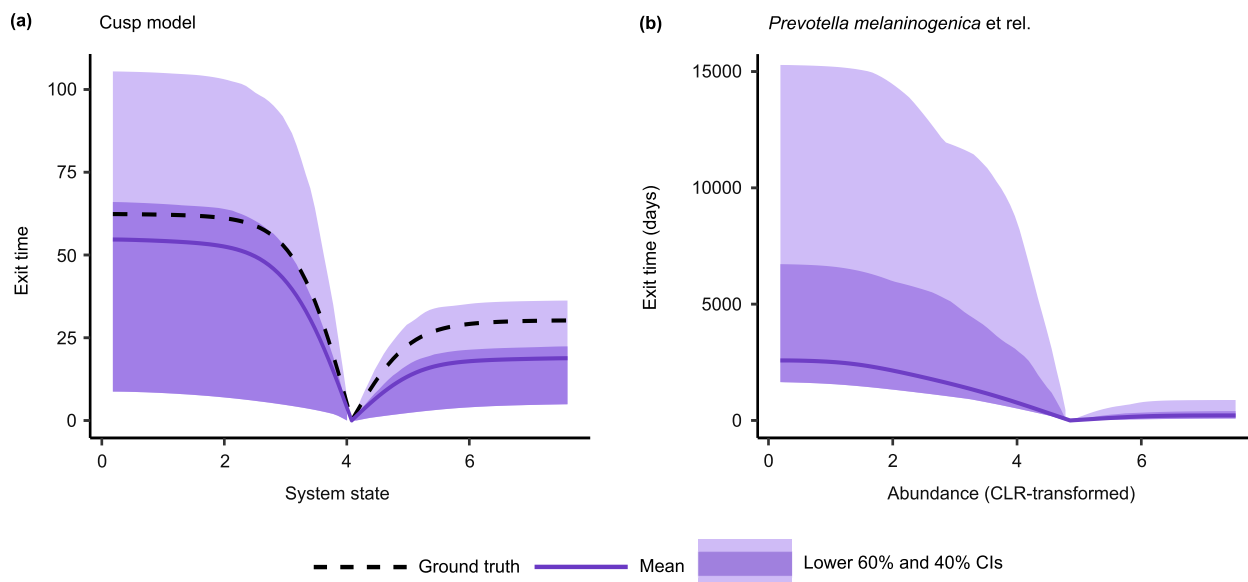 (a)
Cusp model
Exit time
100
75
50
25
0
0 2 4 6
System state
(b)
Prevotella melaninogenica et rel.
Exit time (days)
15000
10000
5000
0
0 2 4 6
Abundance (CLR-transformed)
Ground truth Mean Lower 60% and 40% CIs